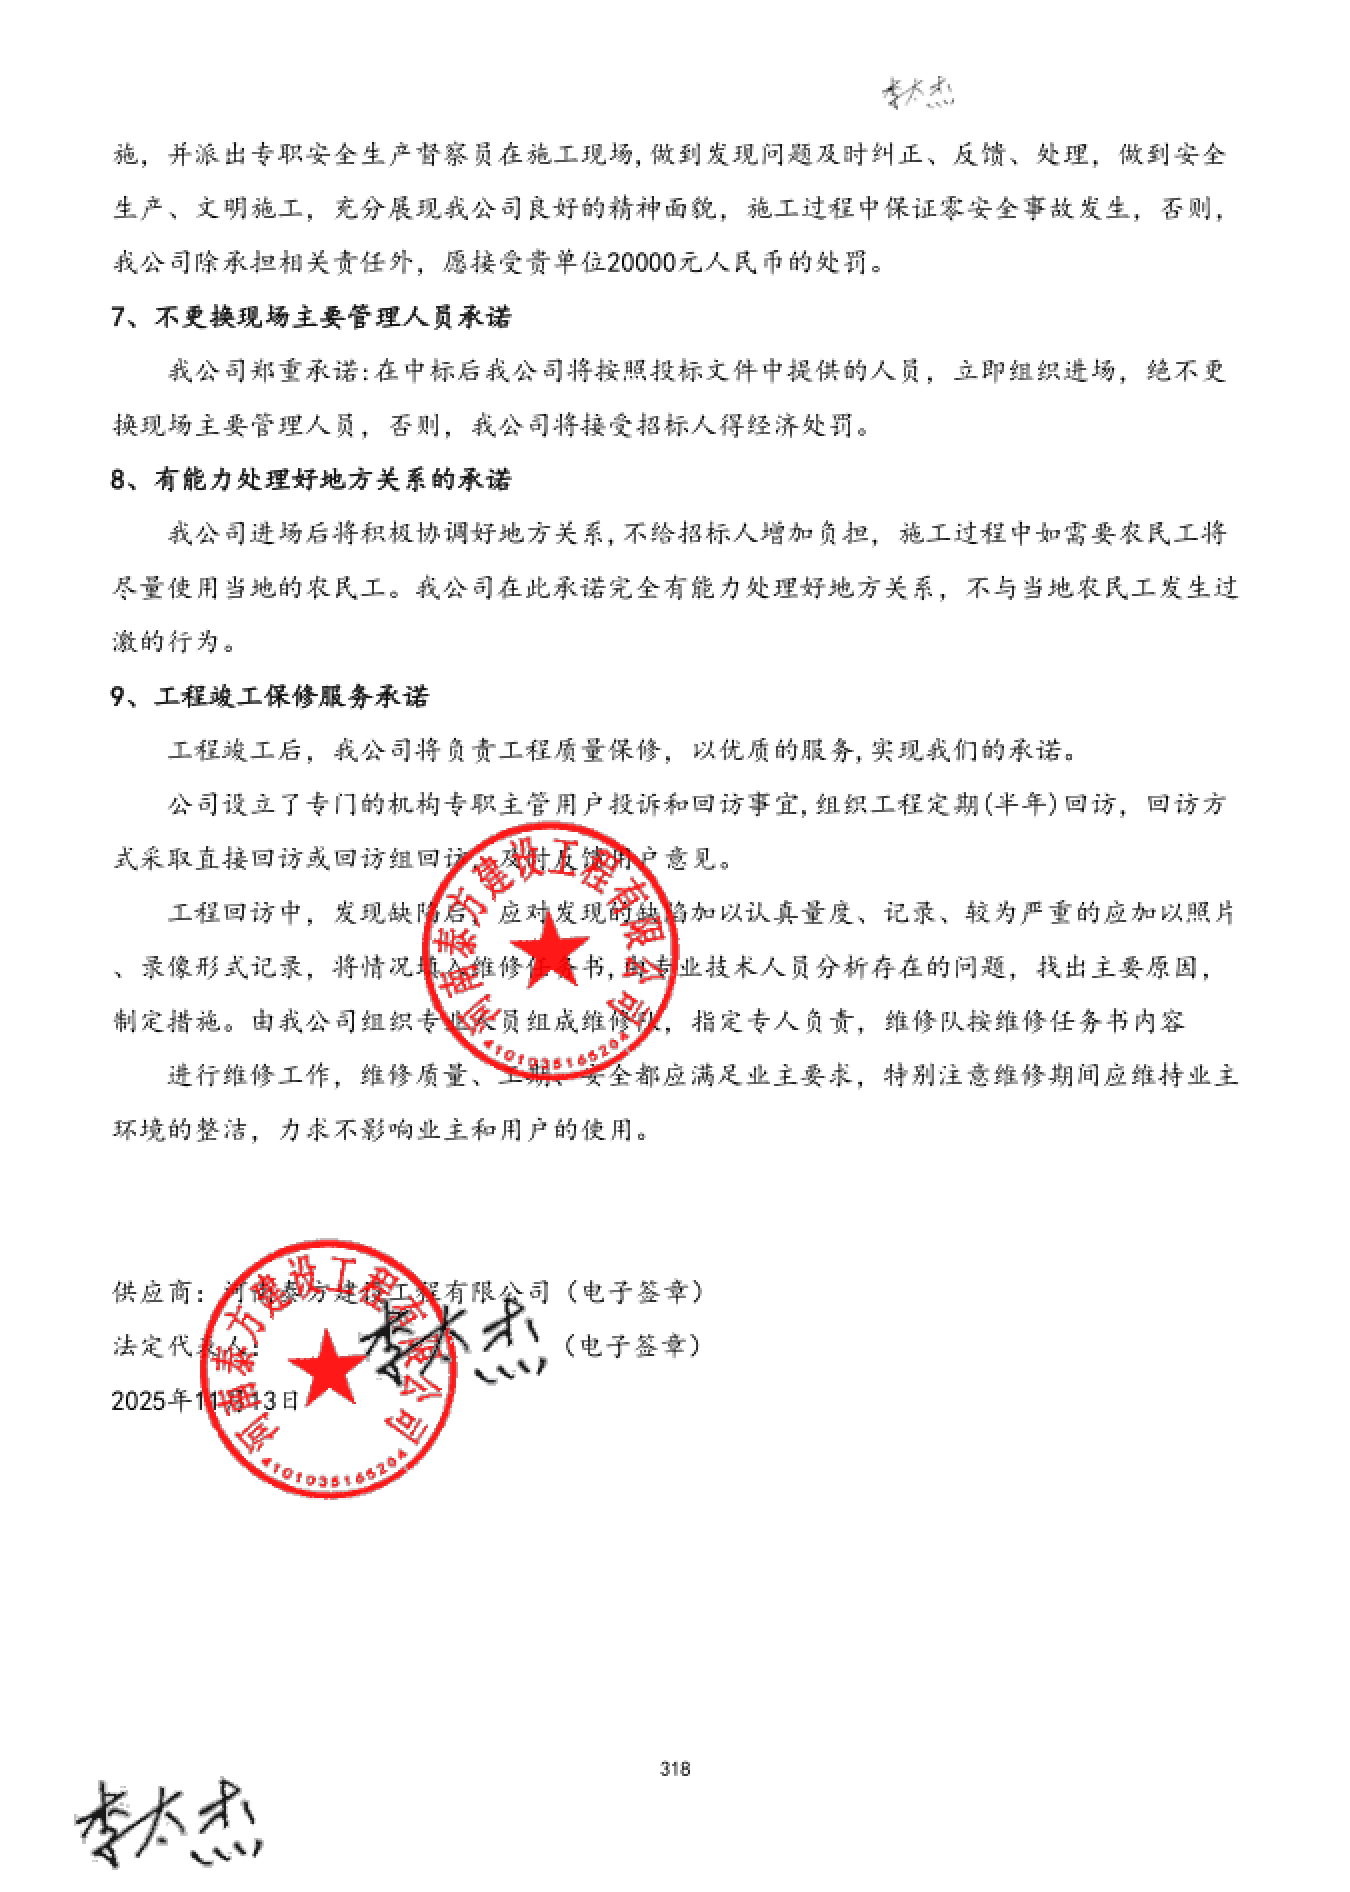 李太杰
施，并派出专职安全生产督察员在施工现场,做到发现问题及时纠正、反馈、处理，做到安全
生产、文明施工，充分展现我公司良好的精神面貌，施工过程中保证零安全事故发生，否则，
我公司除承担相关责任外，愿接受贵单位20000元人民币的处罚。
7、不更换现场主要管理人员承诺
我公司郑重承诺:在中标后我公司将按照投标文件中提供的人员，立即组织进场，绝不更
换现场主要管理人员，否则，我公司将接受招标人得经济处罚。
8、有能力处理好地方关系的承诺
我公司进场后将积极协调好地方关系,不给招标人增加负担，施工过程中如需要农民工将
尽量使用当地的农民工。我公司在此承诺完全有能力处理好地方关系，不与当地农民工发生过
激的行为。
9、工程竣工保修服务承诺
工程竣工后，我公司将负责工程质量保修，以优质的服务,实现我们的承诺。
公司设立了专门的机构专职主管用户投诉和回访事宜,组织工程定期(半年)回访，回访方
式采取直接回访或回访组回访，及时反馈用户意见。
工程回访中，发现缺陷后，应对发现的缺陷加以认真量度、记录、较为严重的应加以照片
、录像形式记录，将情况填入维修任务书,由专业技术人员分析存在的问题，找出主要原因，
制定措施。由我公司组织专业人员组成维修队，指定专人负责，维修队按维修任务书内容
进行维修工作，维修质量、工期、安全都应满足业主要求，特别注意维修期间应维持业主
环境的整洁，力求不影响业主和用户的使用。
河南泰方建设工程有限公司
4101035165204
供应商：河南泰方建设工程有限公司（电子签章）
法定代表人：李太杰（电子签章）
2025年11月13日
河南泰方建设工程有限公司
4101035165204
318
李太杰